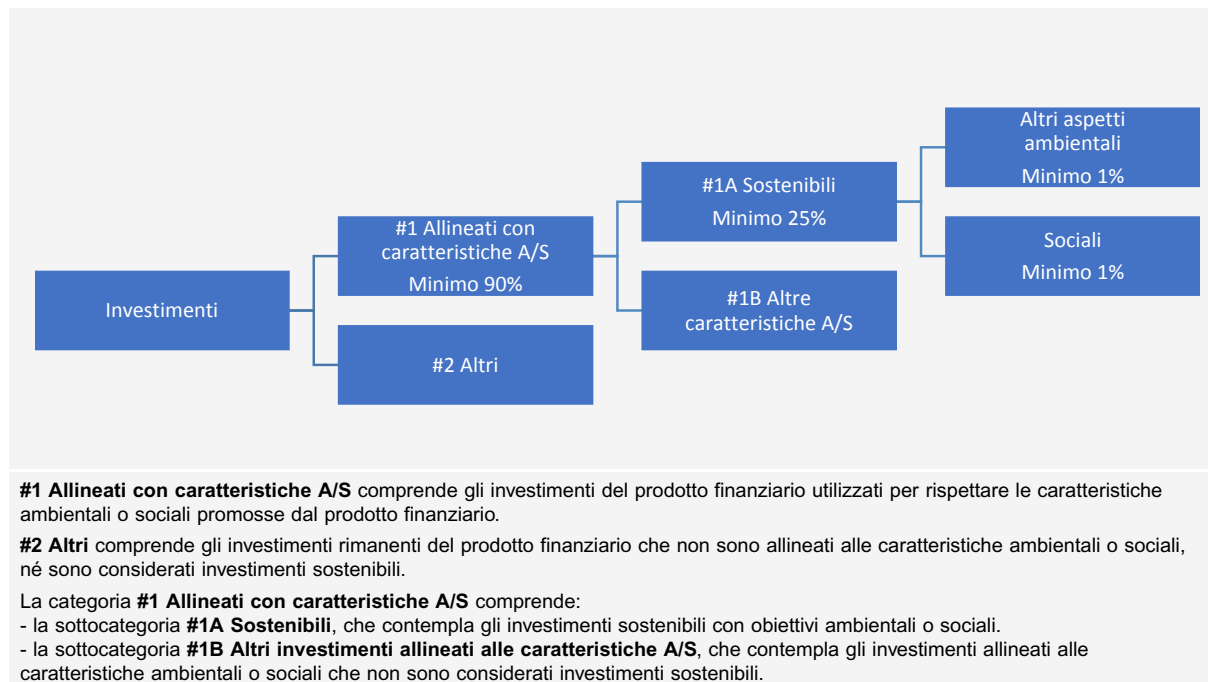 Investimenti
#1 Allineati con
caratteristiche A/S
Minimo 90%
#2 Altri
#1A Sostenibili
Minimo 25%
#1B Altre
caratteristiche A/S
Altri aspetti
ambientali
Minimo 1%
Sociali
Minimo 1%
#1 Allineati con caratteristiche A/S comprende gli investimenti del prodotto finanziario utilizzati per rispettare le caratteristiche
ambientali o sociali promosse dal prodotto finanziario.
#2 Altri comprende gli investimenti rimanenti del prodotto finanziario che non sono allineati alle caratteristiche ambientali o sociali,
né sono considerati investimenti sostenibili.
La categoria #1 Allineati con caratteristiche A/S comprende:
- la sottocategoria #1A Sostenibili, che contempla gli investimenti sostenibili con obiettivi ambientali o sociali.
- la sottocategoria #1B Altri investimenti allineati alle caratteristiche A/S, che contempla gli investimenti allineati alle
caratteristiche ambientali o sociali che non sono considerati investimenti sostenibili.